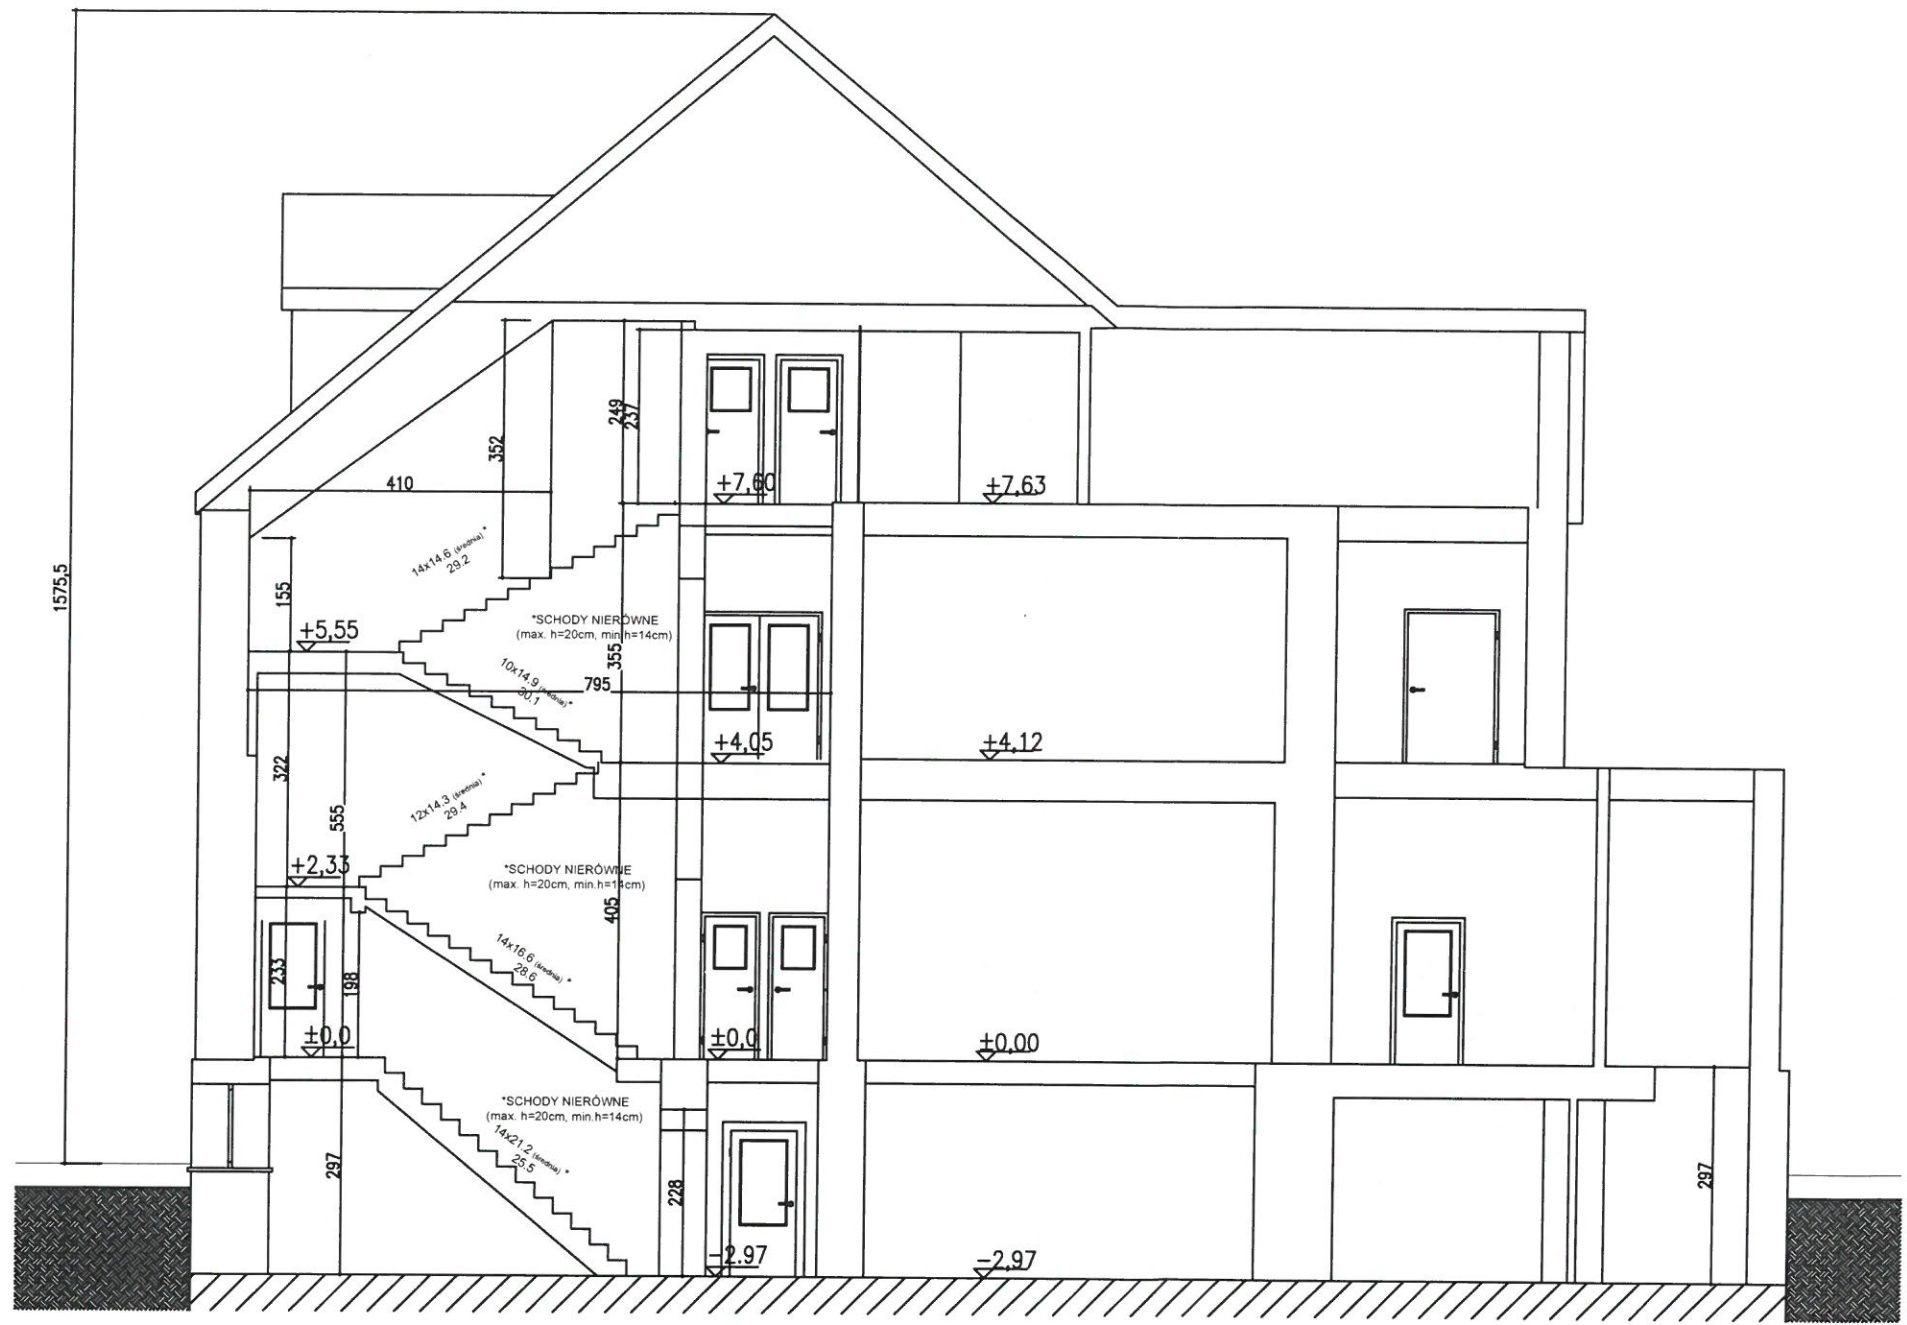 1575,5
249
237
352
410
+7,60
+7,63
14x14.6 (średnia) *
29.2
155
*SCHODY NIERÓWNE
(max. h=20cm, min.h=14cm)
+5,55
355
10x14.9 (średnia) *
30.1
795
+4,05
+4,12
322
12x14.3 (średnia) *
29.4
555
+2,33
*SCHODY NIERÓWNE
(max. h=20cm, min.h=14cm)
405
14x16.6 (średnia) *
28.6
233
198
±0,0
±0,0
±0,00
*SCHODY NIERÓWNE
(max. h=20cm, min.h=14cm)
14x21.2 (średnia) *
25.5
297
228
297
-2.97
-2,97